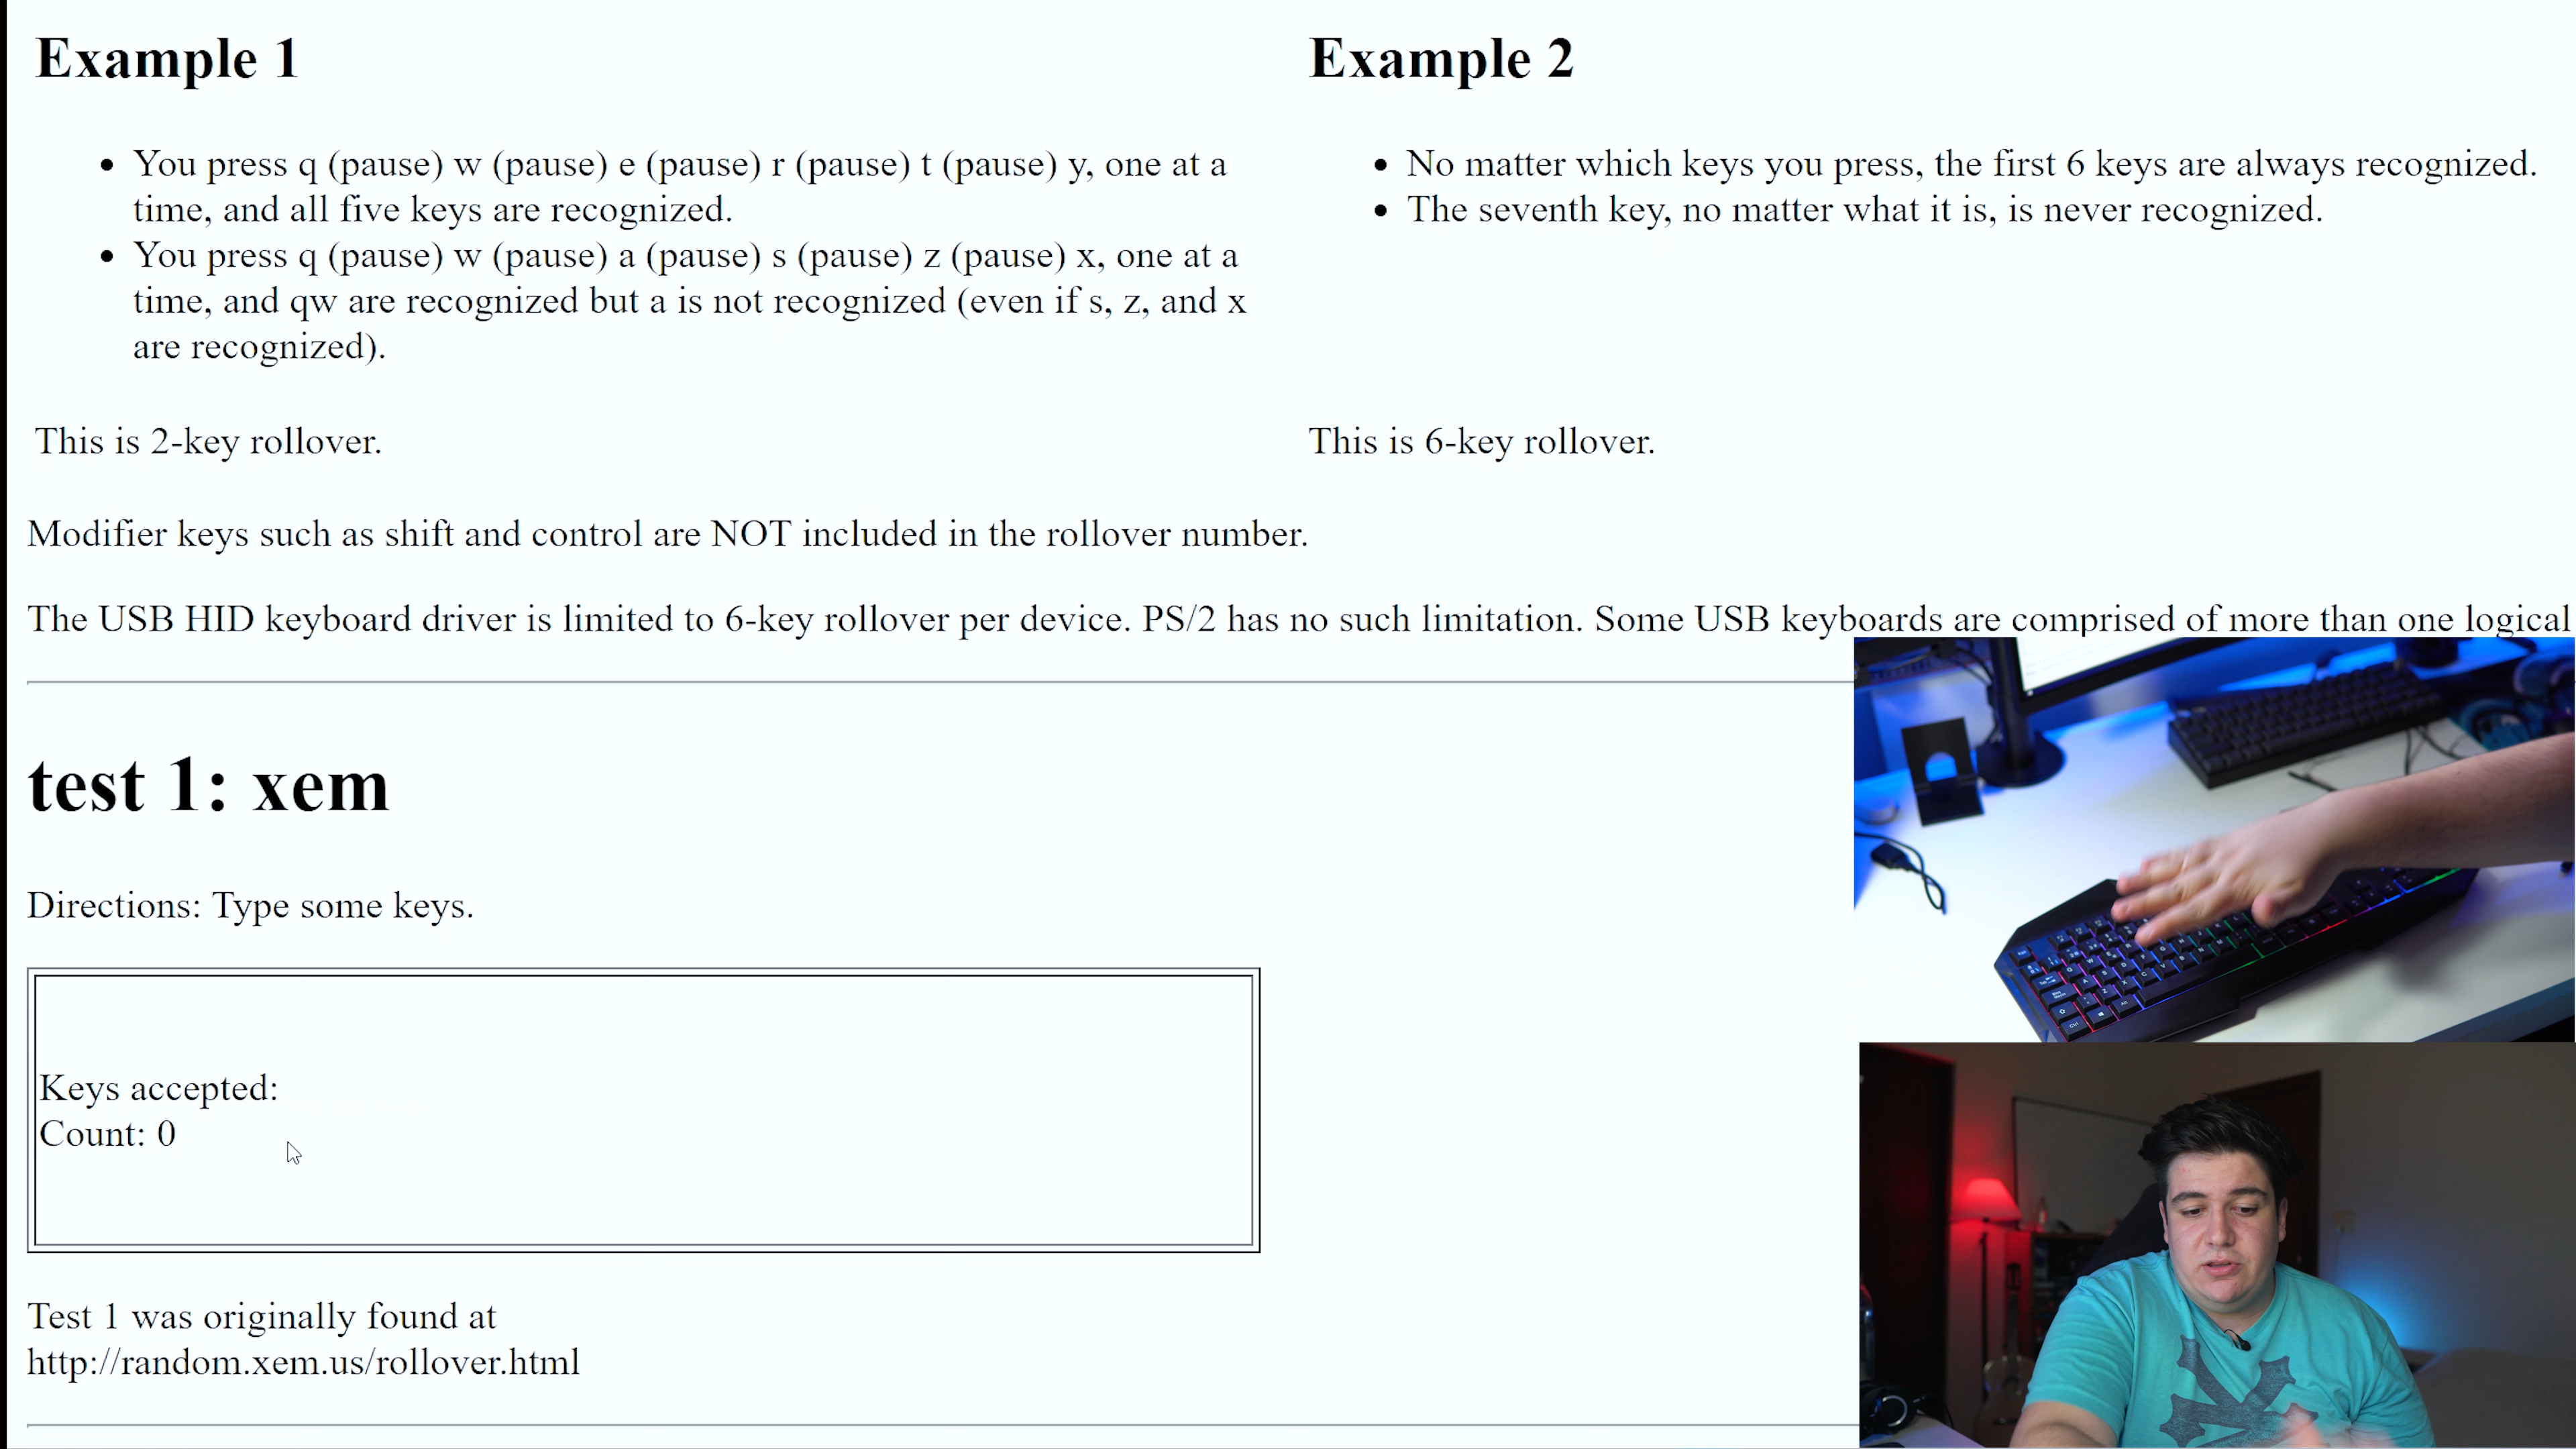 Example 1
You press q (pause) w (pause) e (pause) r (pause) t (pause) y, one at a
time, and all five keys are recognized.
You press q (pause) w (pause) a (pause) s (pause) z (pause) x, one at a
time, and qw are recognized but a is not recognized (even if s, z, and x
are recognized).
This is 2-key rollover.
Example 2
No matter which keys you press, the first 6 keys are always recognized.
The seventh key, no matter what it is, is never recognized.
This is 6-key rollover.
Modifier keys such as shift and control are NOT included in the rollover number.
The USB HID keyboard driver is limited to 6-key rollover per device. PS/2 has no such limitation. Some USB keyboards are comprised of more than one logical
test 1: xem
Directions: Type some keys.
Keys accepted:
Count: 0
Test 1 was originally found at
http://random.xem.us/rollover.html